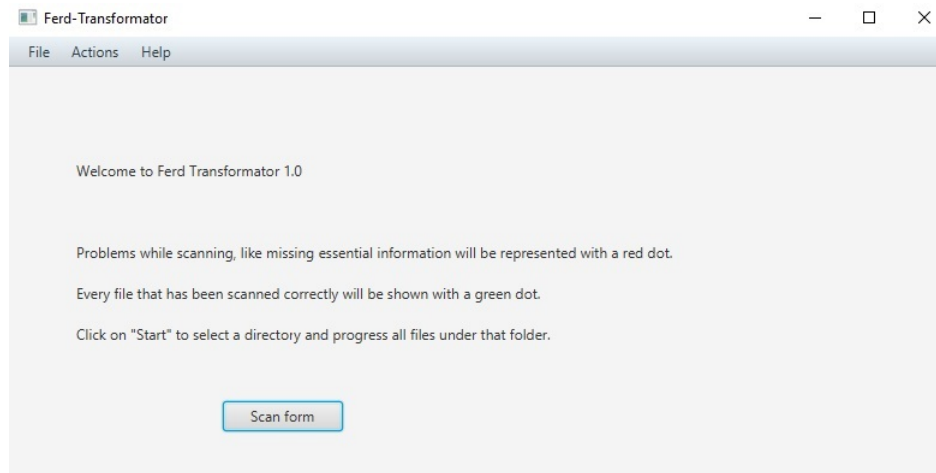 Ferd-Transformator
File Actions Help
Welcome to Ferd Transformator 1.0
Problems while scanning, like missing essential information will be represented with a red dot.
Every file that has been scanned correctly will be shown with a green dot.
Click on "Start" to select a directory and progress all files under that folder.
Scan form